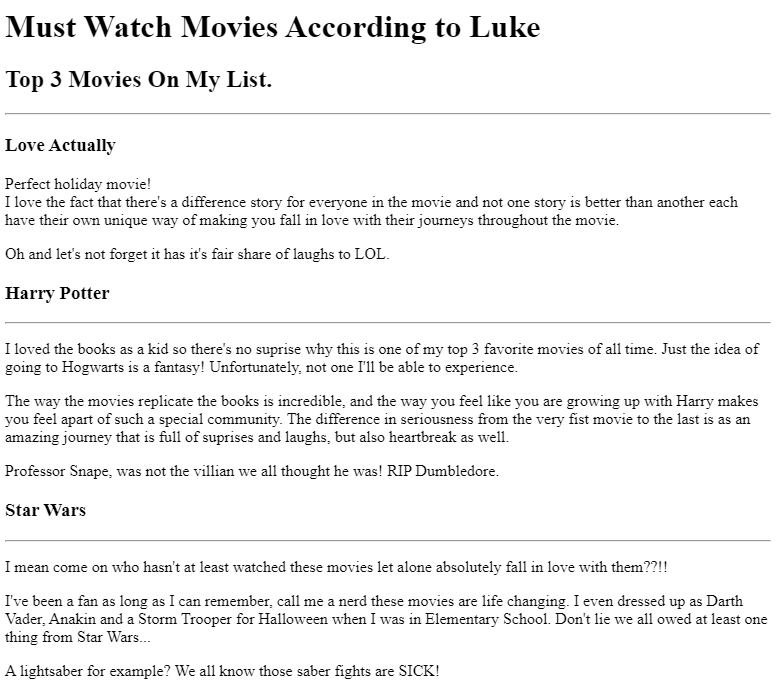 Must Watch Movies According to Luke
Top 3 Movies On My List.
Love Actually
Perfect holiday movie!
I love the fact that there's a difference story for everyone in the movie and not one story is better than another each
have their own unique way of making you fall in love with their journeys throughout the movie.
Oh and let's not forget it has it's fair share of laughs to LOL.
Harry Potter
I loved the books as a kid so there's no suprise why this is one of my top 3 favorite movies of all time. Just the idea of
going to Hogwarts is a fantasy! Unfortunately, not one I'll be able to experience.
The way the movies replicate the books is incredible, and the way you feel like you are growing up with Harry makes
you feel apart of such a special community. The difference in seriousness from the very fist movie to the last is as an
amazing journey that is full of suprises and laughs, but also heartbreak as well.
Professor Snape, was not the villian we all thought he was! RIP Dumbledore.
Star Wars
I mean come on who hasn't at least watched these movies let alone absolutely fall in love with them??!!
I've been a fan as long as I can remember, call me a nerd these movies are life changing. I even dressed up as Darth
Vader, Anakin and a Storm Trooper for Halloween when I was in Elementary School. Don't lie we all owed at least one
thing from Star Wars...
A lightsaber for example? We all know those saber fights are SICK!